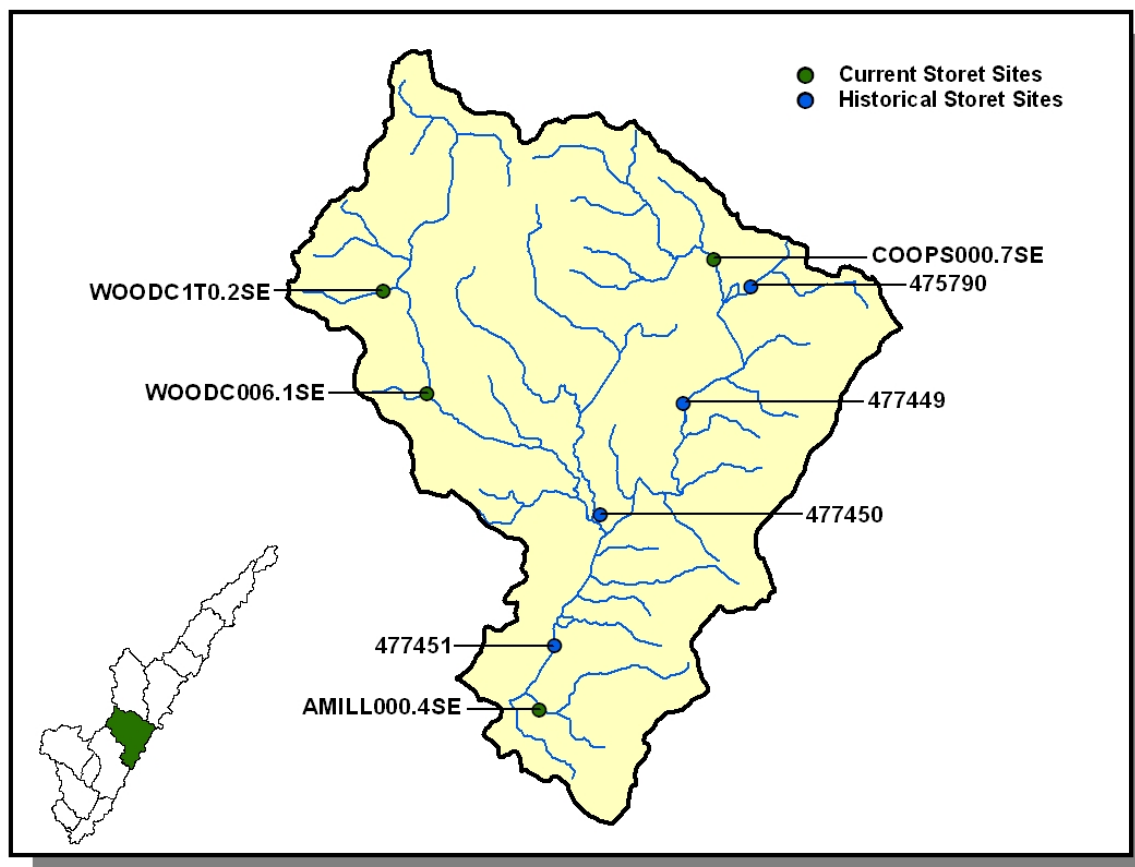 Current Storet Sites
Historical Storet Sites
COOPS000.7SE
475790
WOODC1T0.2SE
WOODC006.1SE
477449
477450
477451
AMILL000.4SE